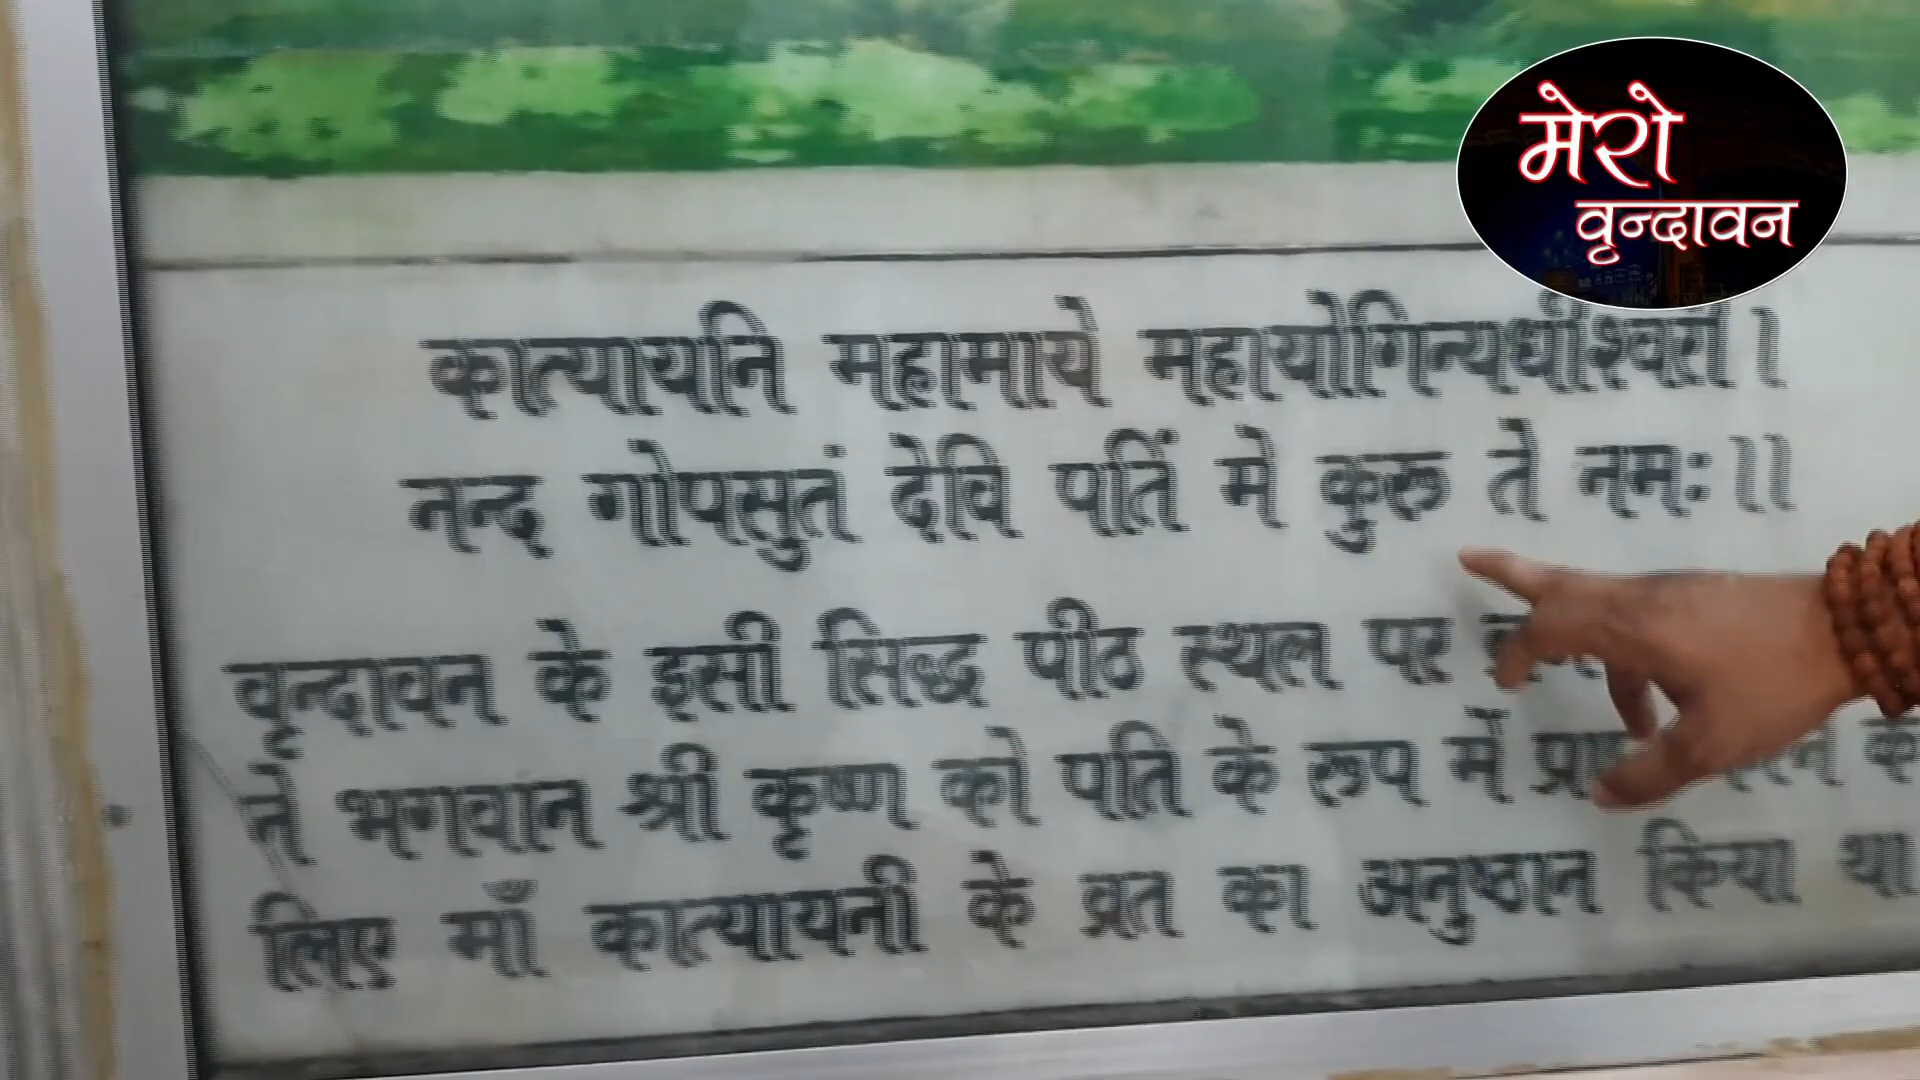 मेरो
वृन्दावन
कात्यायनि महामाये महायोगिन्यधीश्वरी ।
नन्द गोपसुतं देवि पतिं मे कुरु ते नमः ।।
वृन्दावन के इसी सिद्ध पीठ स्थल पर
ने भगवान श्री कृष्ण को पति के रूप में
लिए माँ कात्यायनी के व्रत का अनुष्ठान किया था